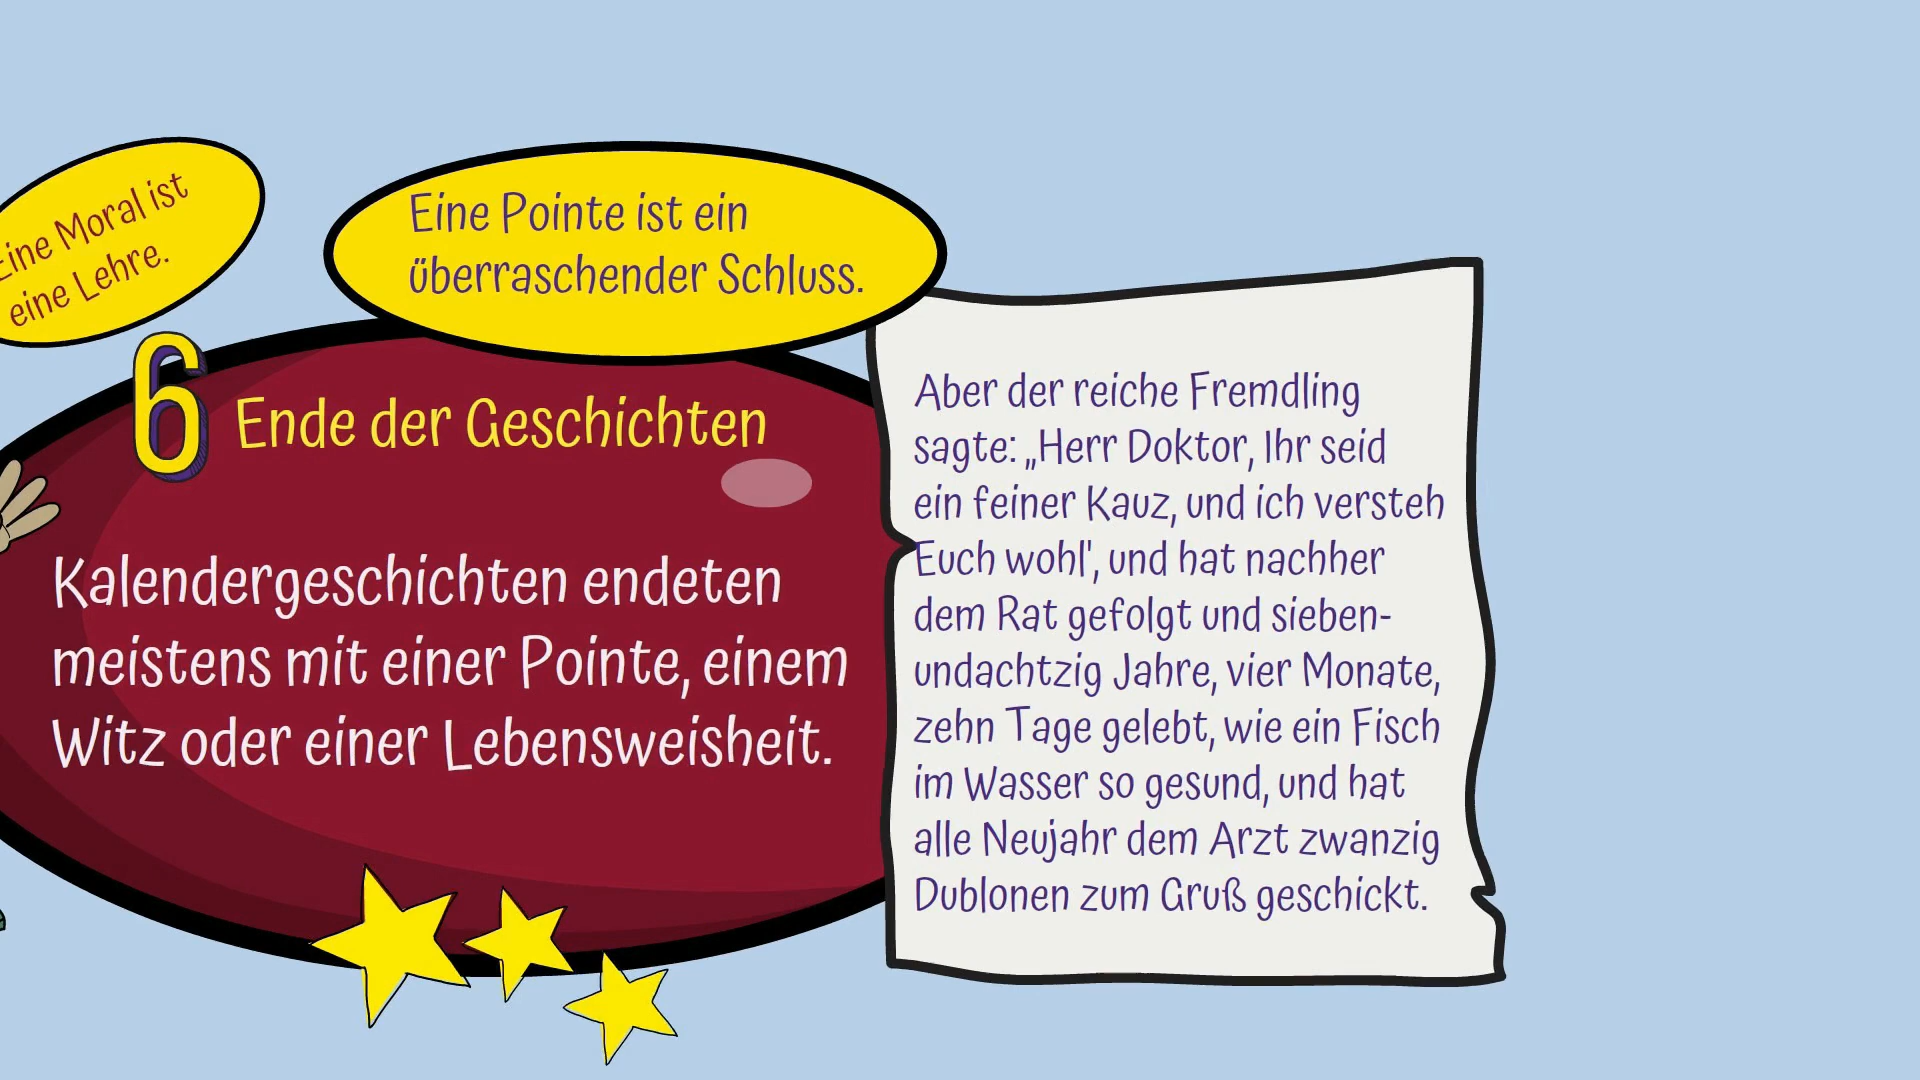 Eine Moral ist
eine Lehre.
Eine Pointe ist ein
überraschender Schluss.
6 Ende der Geschichten
Kalendergeschichten endeten
meistens mit einer Pointe, einem
Witz oder einer Lebensweisheit.
Aber der reiche Fremdling
sagte: „Herr Doktor, Ihr seid
ein feiner Kauz, und ich versteh
Euch wohl', und hat nachher
dem Rat gefolgt und sieben-
undachtzig Jahre, vier Monate,
zehn Tage gelebt, wie ein Fisch
im Wasser so gesund, und hat
alle Neujahr dem Arzt zwanzig
Dublonen zum Gruß geschickt.